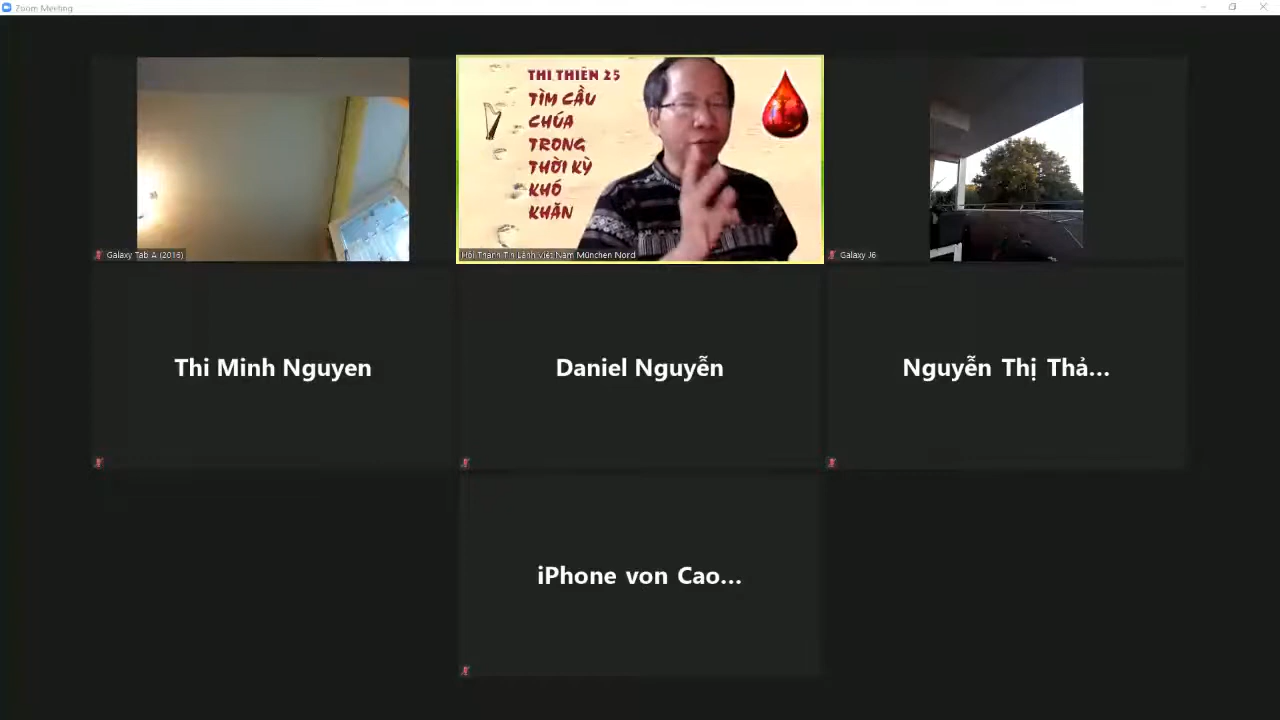 Zoom Meeting
THI THIÊN 25
TÌM CẦU
CHÚA
TRONG
THỜI KỲ
KHÓ
KHĂN
Galaxy Tab A (2016)
Hội Thánh Tin Lành Việt Nam München Nord
Galaxy J6
Thi Minh Nguyen
Daniel Nguyễn
Nguyễn Thị Thả...
iPhone von Cao...